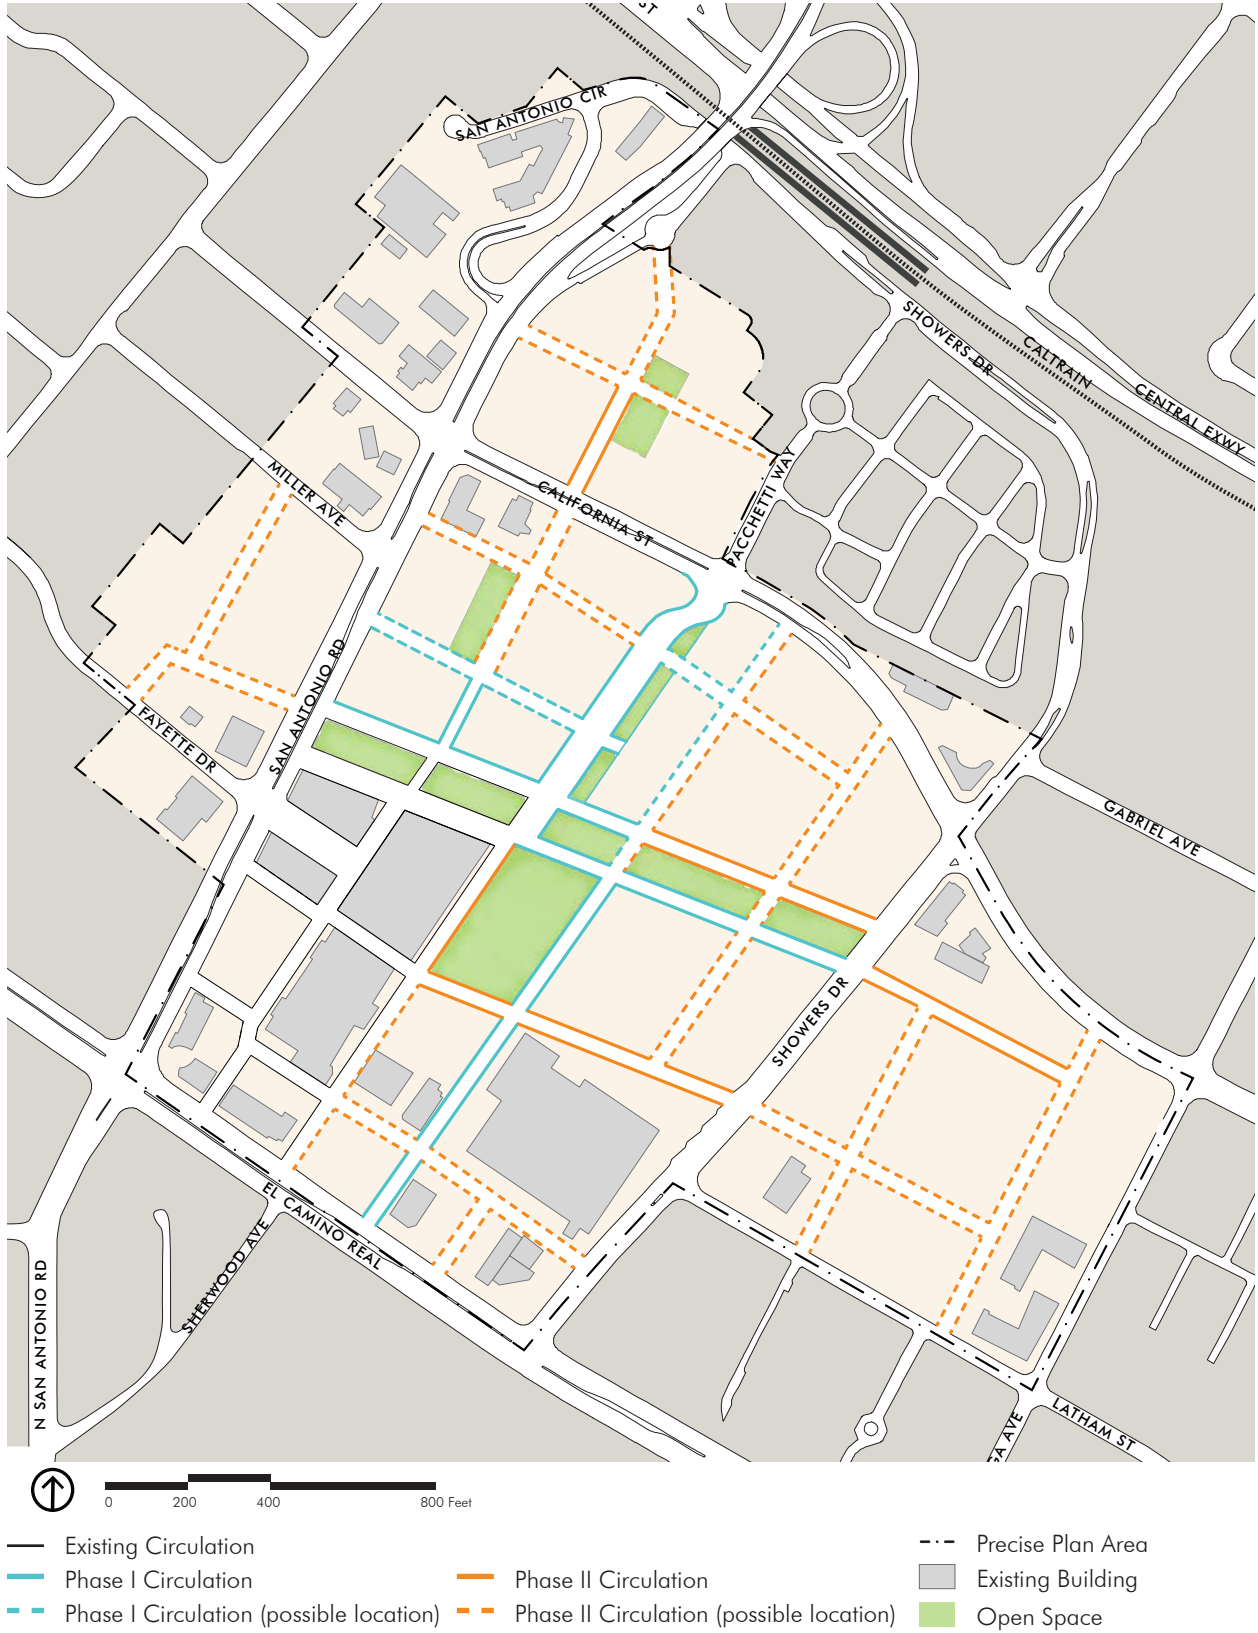 ST
SAN ANTONIO CIR
SHOWERS DR
CALTRAIN
CENTRAL EXWY
MILLER AVE
CALIFORNIA ST
PACCHETTI WAY
SAN ANTONIO RD
FAYETTE DR
GABRIEL AVE
SHOWERS DR
EL CAMINO REAL
SHERWOOD AVE
N SAN ANTONIO RD
LATHAM ST
SA AVE
0 200 400 800 Feet
Existing Circulation
Phase I Circulation
Phase I Circulation (possible location)
Phase II Circulation
Phase II Circulation (possible location)
Precise Plan Area
Existing Building
Open Space